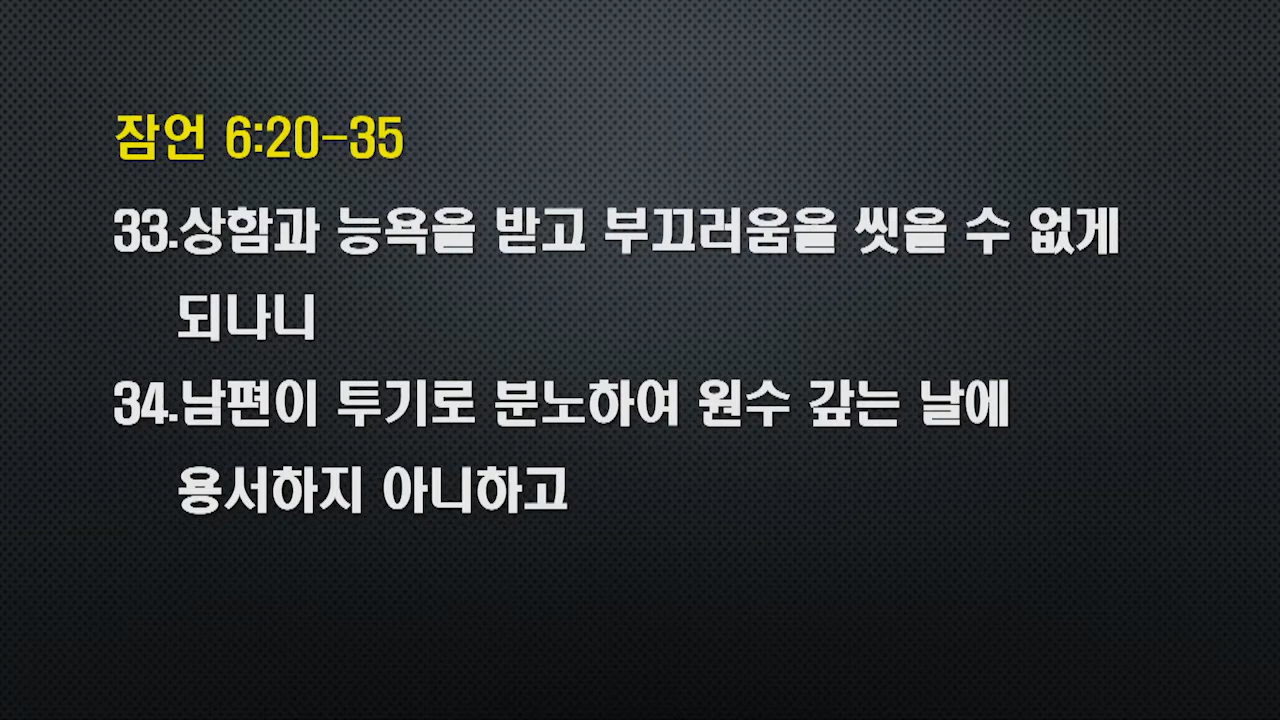 잠언 6:20-35
33.상함과 능욕을 받고 부끄러움을 씻을 수 없게
되나니
34.남편이 투기로 분노하여 원수 갚는 날에
용서하지 아니하고